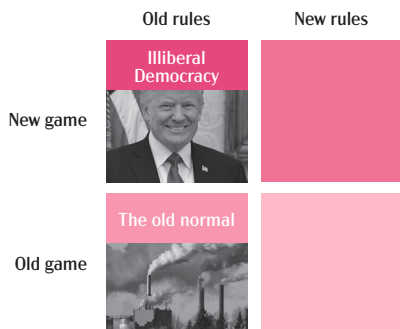 Old rules
New rules
New game
Illiberal
Democracy
Old game
The old normal